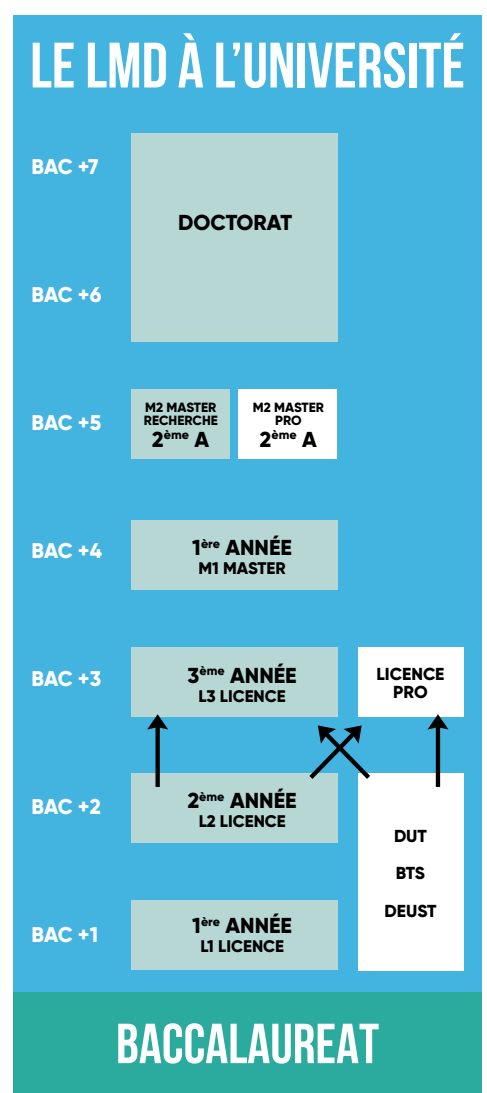 LE LMD À L'UNIVERSITÉ
BAC +7
DOCTORAT
BAC +6
BAC +5
M2 MASTER
RECHERCHE
2ème A
M2 MASTER
PRO
2ème A
BAC +4
1ère ANNÉE
M1 MASTER
BAC +3
3ème ANNÉE
L3 LICENCE
LICENCE
PRO
BAC +2
2ème ANNÉE
L2 LICENCE
DUT
BTS
DEUST
BAC +1
1ère ANNÉE
L1 LICENCE
BACCALAUREAT